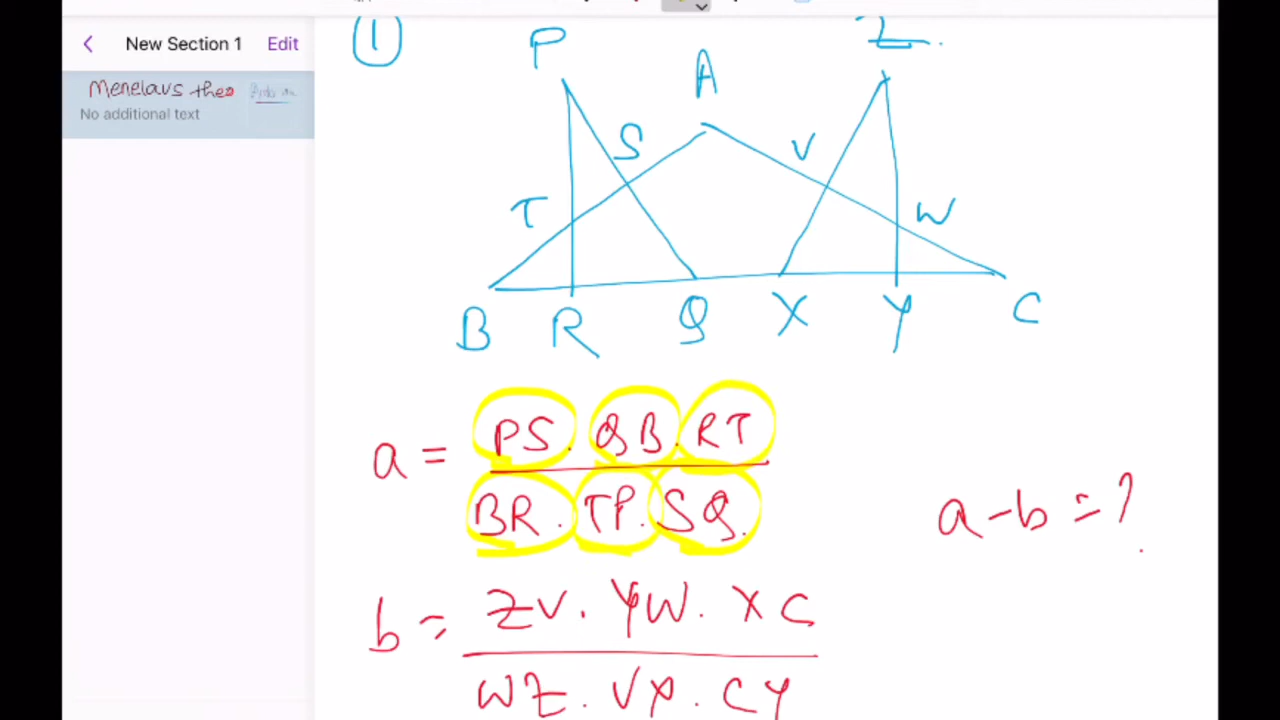 New Section 1 Edit
Menelaus theo
No additional text
1
P A Z.
S V
T W
B R Q X Y C
a = PS. QB. RT
BR. TP. SQ.
a - b = ?
b = ZV. YW. XC
WZ. VX. CY